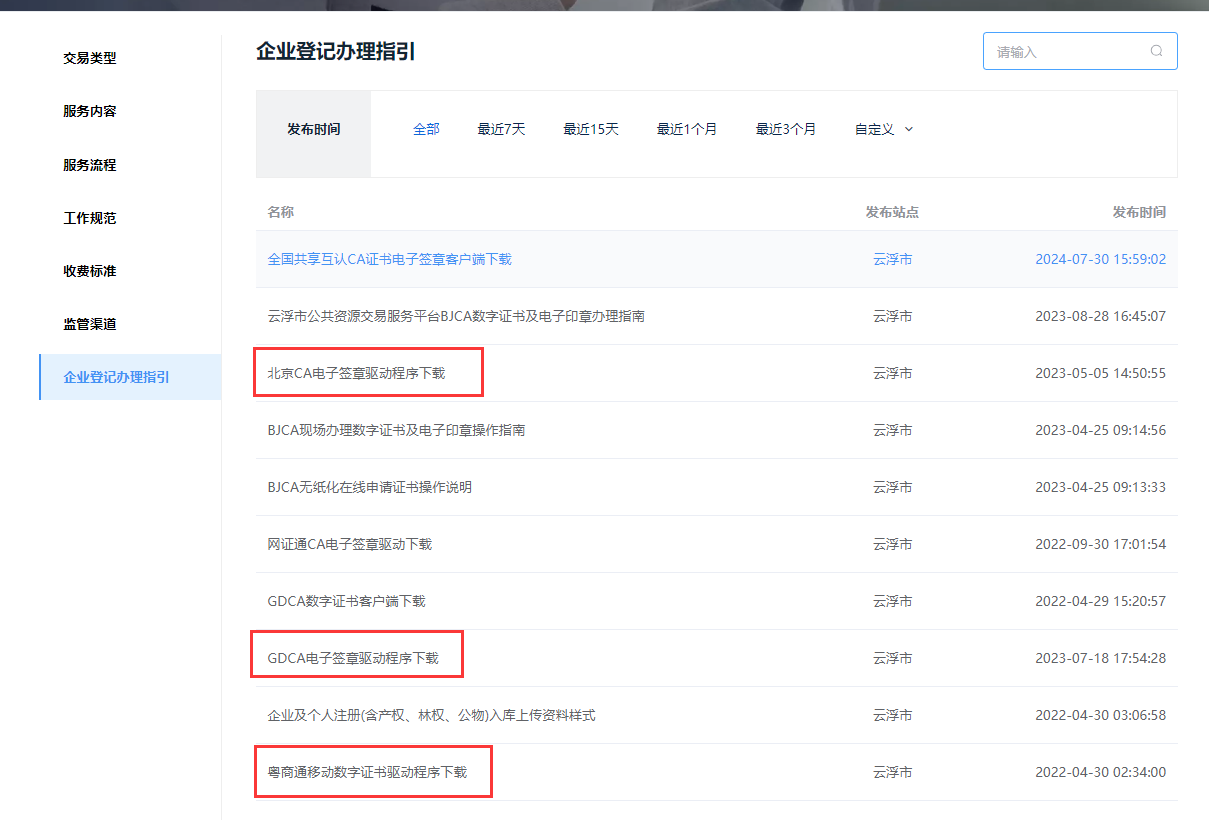 企业登记办理指引
请输入
交易类型
服务内容
服务流程
工作规范
收费标准
监管渠道
企业登记办理指引
发布时间 全部 最近7天 最近15天 最近1个月 最近3个月 自定义
名称 发布站点 发布时间
全国共享互认CA证书电子签章客户端下载 云浮市 2024-07-30 15:59:02
云浮市公共资源交易服务平台BJCA数字证书及电子印章办理指南 云浮市 2023-08-28 16:45:07
北京CA电子签章驱动程序下载 云浮市 2023-05-05 14:50:55
BJCA现场办理数字证书及电子印章操作指南 云浮市 2023-04-25 09:14:56
BJCA无纸化在线申请证书操作说明 云浮市 2023-04-25 09:13:33
网证通CA电子签章驱动下载 云浮市 2022-09-30 17:01:54
GDCA数字证书客户端下载 云浮市 2022-04-29 15:20:57
GDCA电子签章驱动程序下载 云浮市 2023-07-18 17:54:28
企业及个人注册(含产权、林权、公物)入库上传资料样式 云浮市 2022-04-30 03:06:58
粤商通移动数字证书驱动程序下载 云浮市 2022-04-30 02:34:00